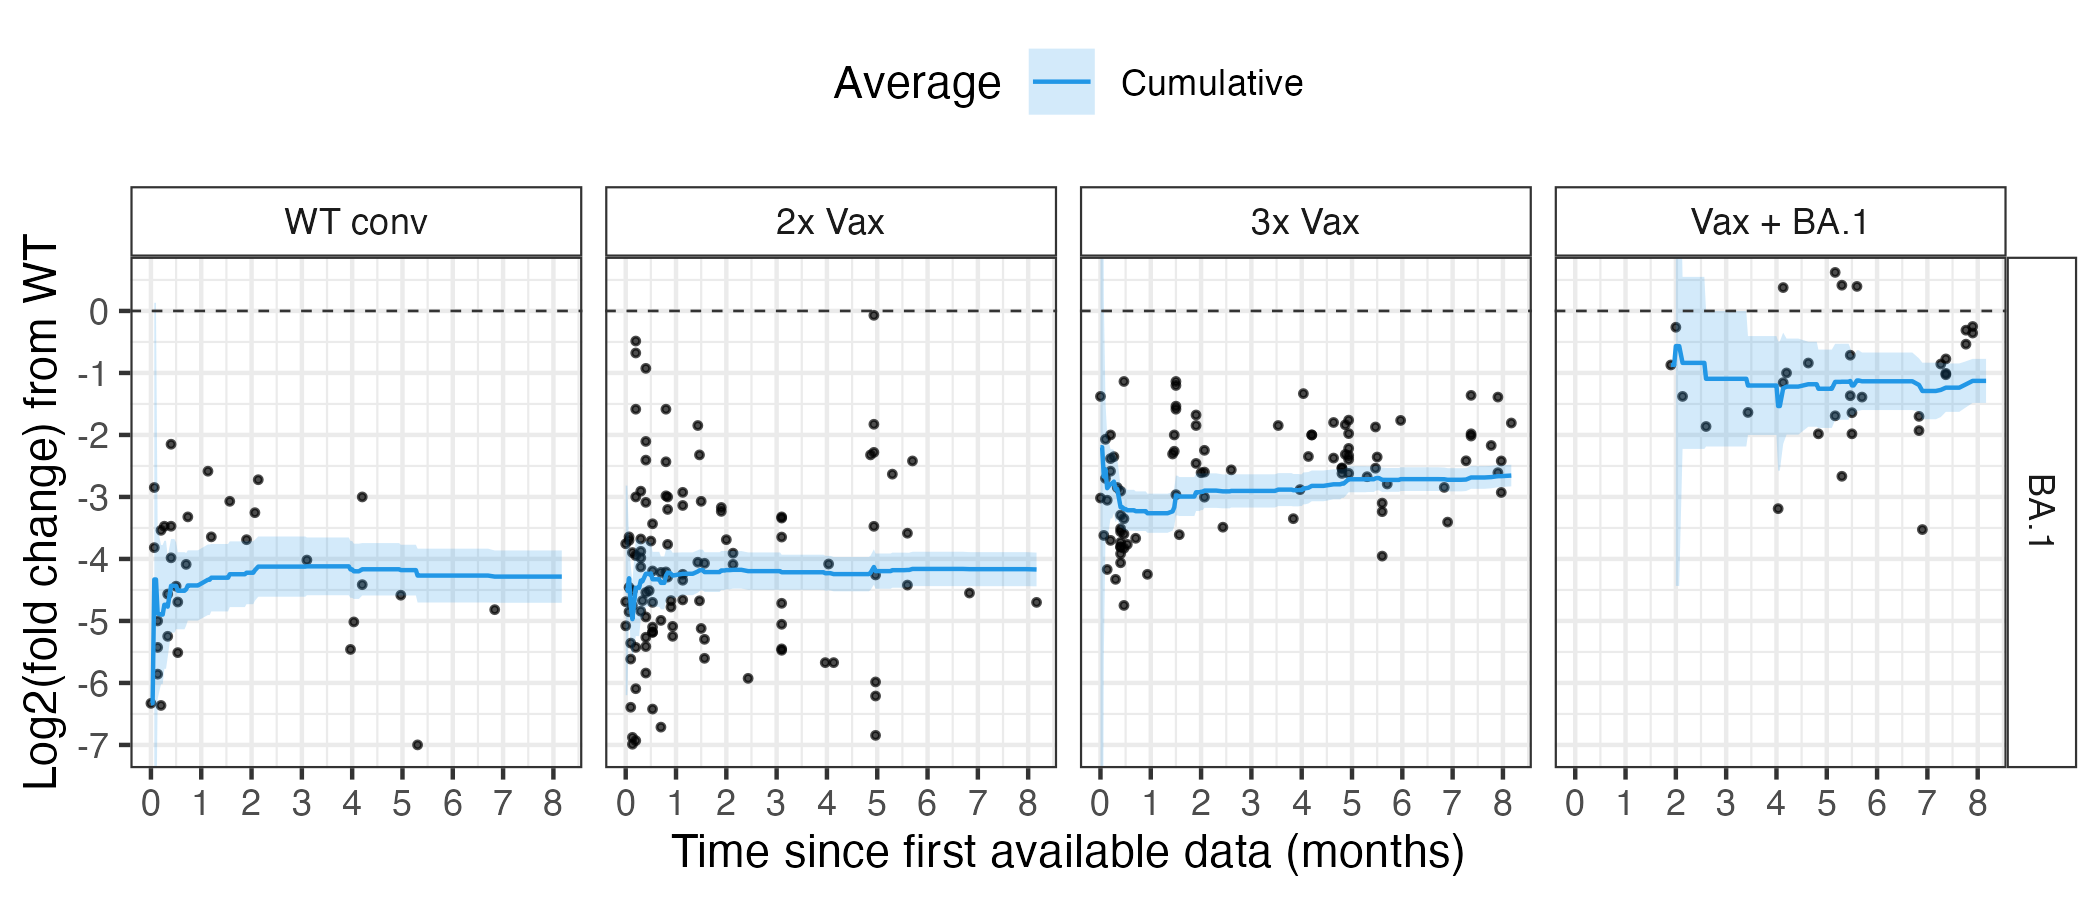 Average Cumulative
WT conv
2x Vax
3x Vax
Vax + BA.1
Log2(fold change) from WT
0
-1
-2
-3
-4
-5
-6
-7
BA.1
0 1 2 3 4 5 6 7 8
0 1 2 3 4 5 6 7 8
0 1 2 3 4 5 6 7 8
0 1 2 3 4 5 6 7 8
Time since first available data (months)